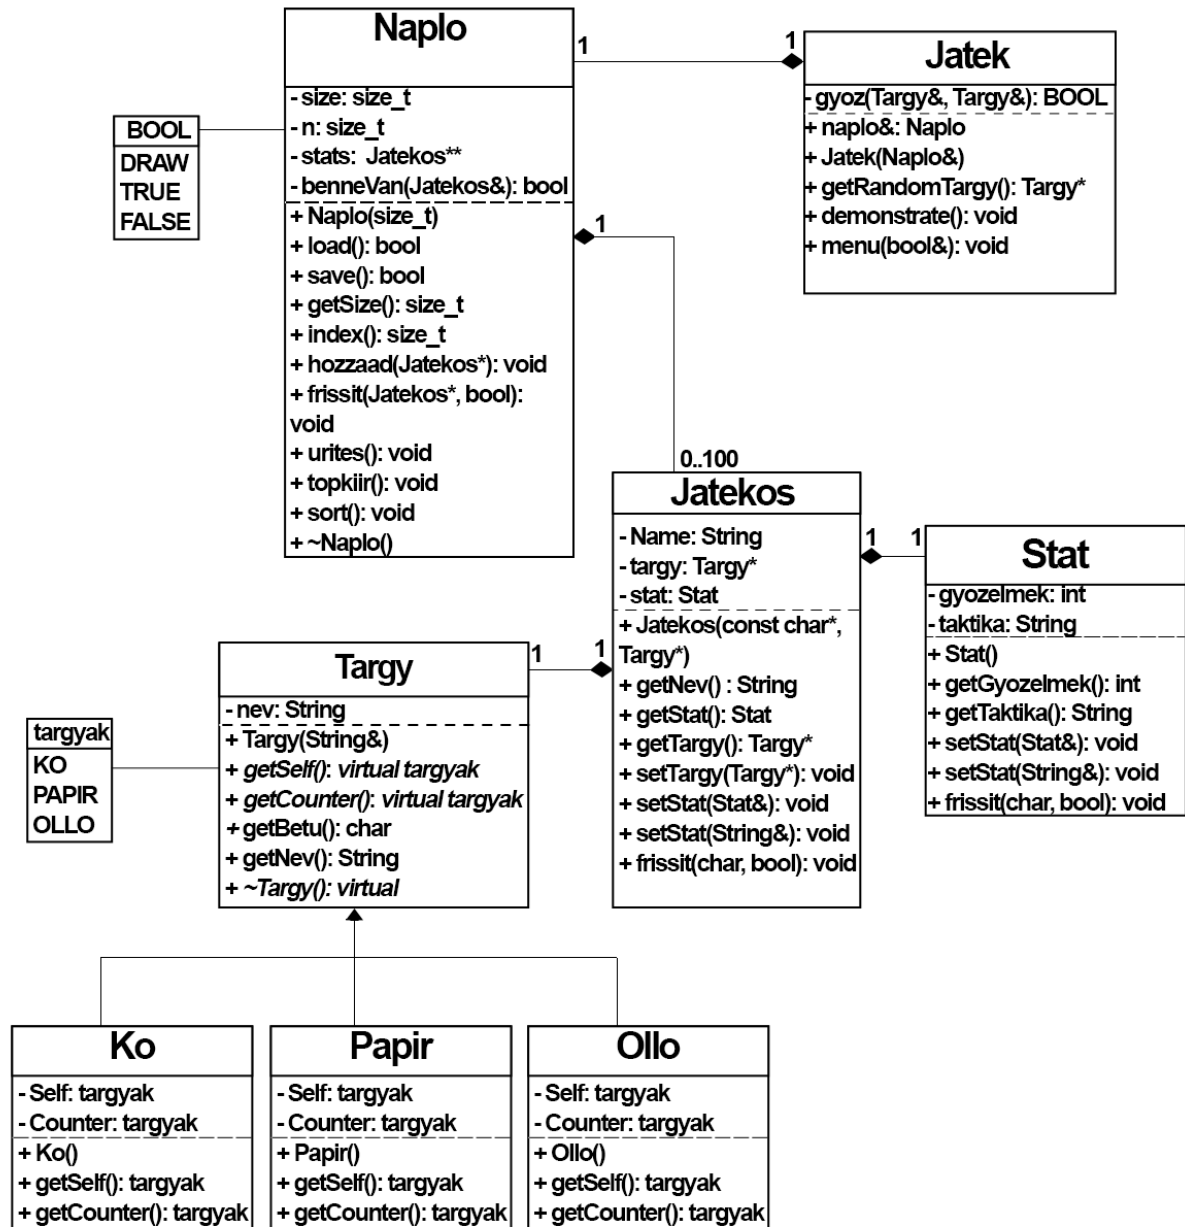 Naplo
- size: size_t
- n: size_t
- stats: Jatekos**
- benneVan(Jatekos&): bool
+ Naplo(size_t)
+ load(): bool
+ save(): bool
+ getSize(): size_t
+ index(): size_t
+ hozzaad(Jatekos*): void
+ frissit(Jatekos*, bool):
void
+ urites(): void
+ topkiir(): void
+ sort(): void
+ ~Naplo()
1
1
Jatek
- gyoz(Targy&, Targy&): BOOL
+ naplo&: Naplo
+ Jatek(Naplo&)
+ getRandomTargy(): Targy*
+ demonstrate(): void
+ menu(bool&): void
BOOL
DRAW
TRUE
FALSE
1
0..100
Jatekos
- Name: String
- targy: Targy*
- stat: Stat
+ Jatekos(const char*,
Targy*)
+ getNev() : String
+ getStat(): Stat
+ getTargy(): Targy*
+ setTargy(Targy*): void
+ setStat(Stat&): void
+ setStat(String&): void
+ frissit(char, bool): void
1
1
Stat
- gyozelmek: int
- taktika: String
+ Stat()
+ getGyozelmek(): int
+ getTaktika(): String
+ setStat(Stat&): void
+ setStat(String&): void
+ frissit(char, bool): void
1
1
Targy
- nev: String
+ Targy(String&)
+ getSelf(): virtual targyak
+ getCounter(): virtual targyak
+ getBetu(): char
+ getNev(): String
+ ~Targy(): virtual
targyak
KO
PAPIR
OLLO
Ko
- Self: targyak
- Counter: targyak
+ Ko()
+ getSelf(): targyak
+ getCounter(): targyak
Papir
- Self: targyak
- Counter: targyak
+ Papir()
+ getSelf(): targyak
+ getCounter(): targyak
Ollo
- Self: targyak
- Counter: targyak
+ Ollo()
+ getSelf(): targyak
+ getCounter(): targyak